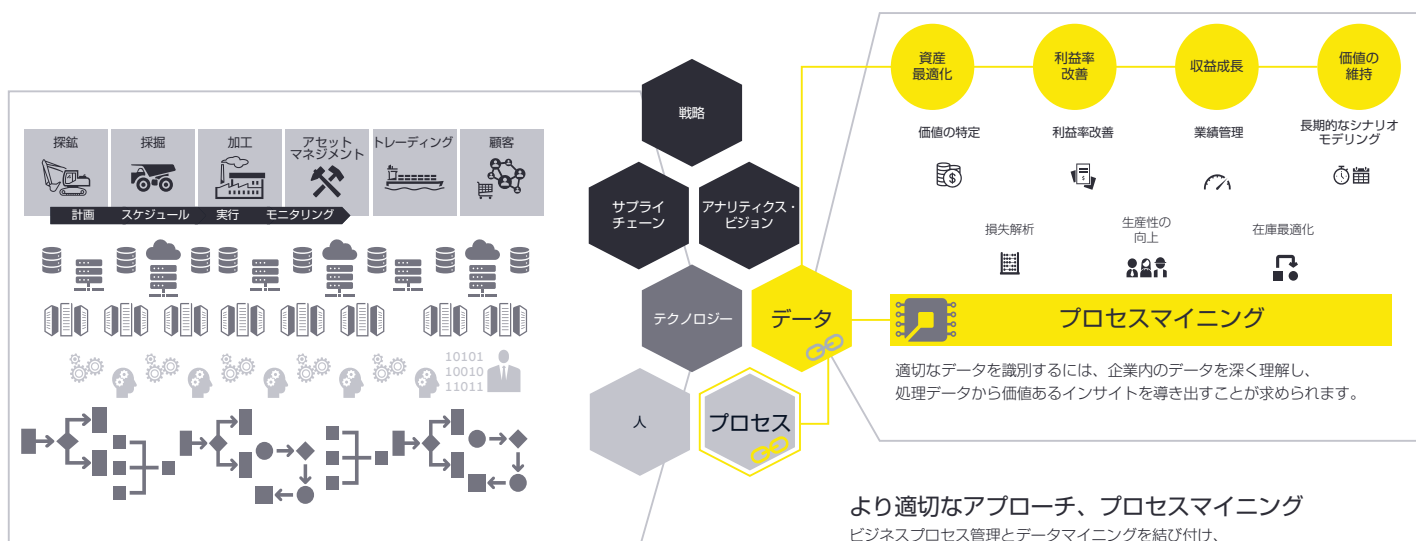 探鉱
採掘
加工
アセット
マネジメント
トレーディング
顧客
計画
スケジュール
実行
モニタリング
10101
10010
11011
戦略
サプライ
チェーン
アナリティクス・
ビジョン
テクノロジー
データ
人
プロセス
資産
最適化
利益率
改善
収益成長
価値の
維持
価値の特定
利益率改善
業績管理
長期的なシナリオ
モデリング
損失解析
生産性の
向上
在庫最適化
プロセスマイニング
適切なデータを識別するには、企業内のデータを深く理解し、
処理データから価値あるインサイトを導き出すことが求められます。
より適切なアプローチ、プロセスマイニング
ビジネスプロセス管理とデータマイニングを結び付け、